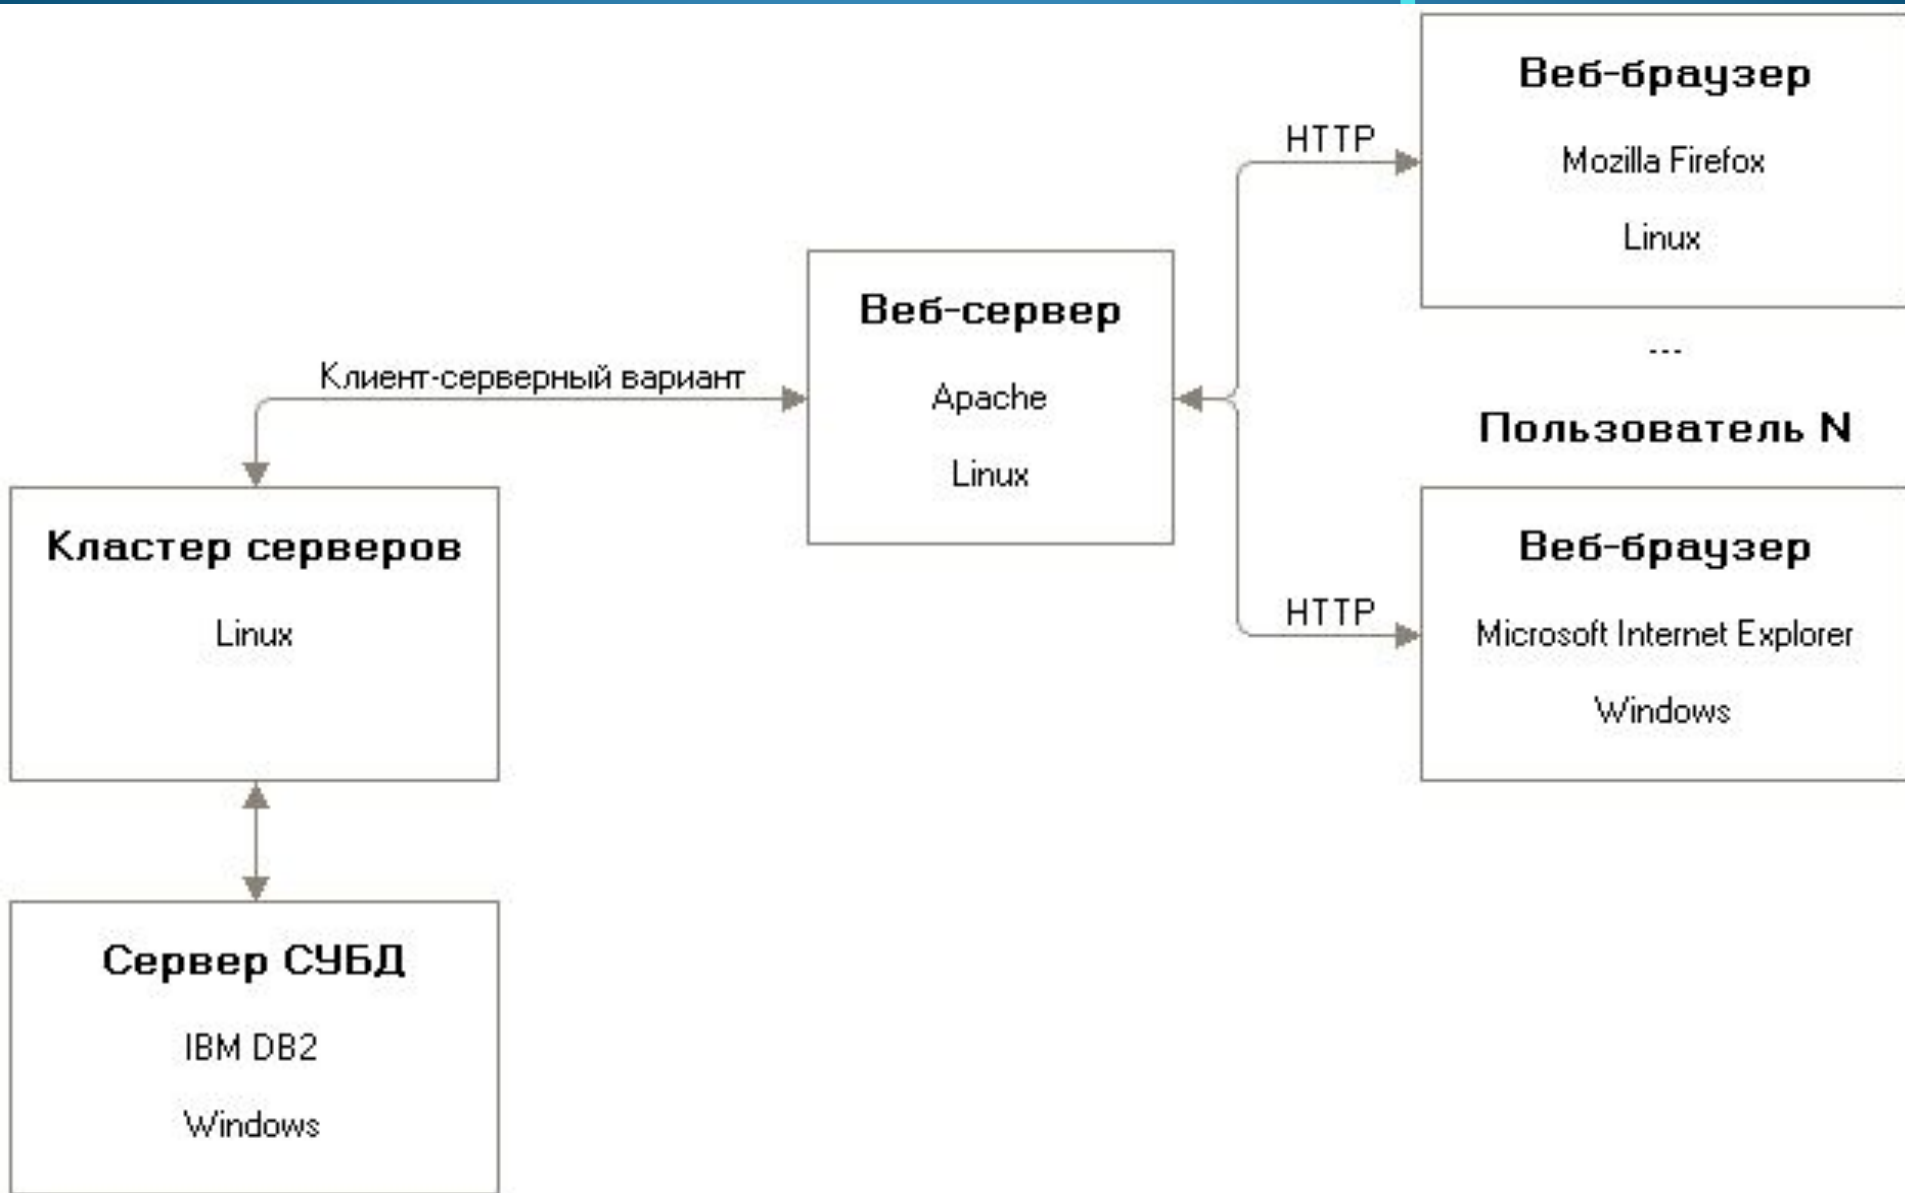 Веб-браузер
Mozilla Firefox
Linux
HTTP
...
Пользователь N
Веб-сервер
Apache
Linux
Клиент-серверный вариант
Веб-браузер
Microsoft Internet Explorer
Windows
HTTP
Кластер серверов
Linux
Сервер СУБД
IBM DB2
Windows